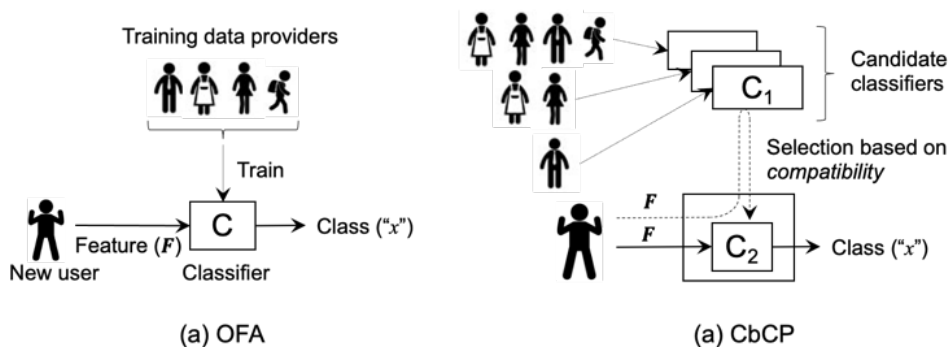 Training data providers
Train
C
Feature (F)
Class (“x”)
New user
Classifier
(a) OFA
C1
Candidate
classifiers
Selection based on
compatibility
F
F
C2
Class (“x”)
(a) CbCP